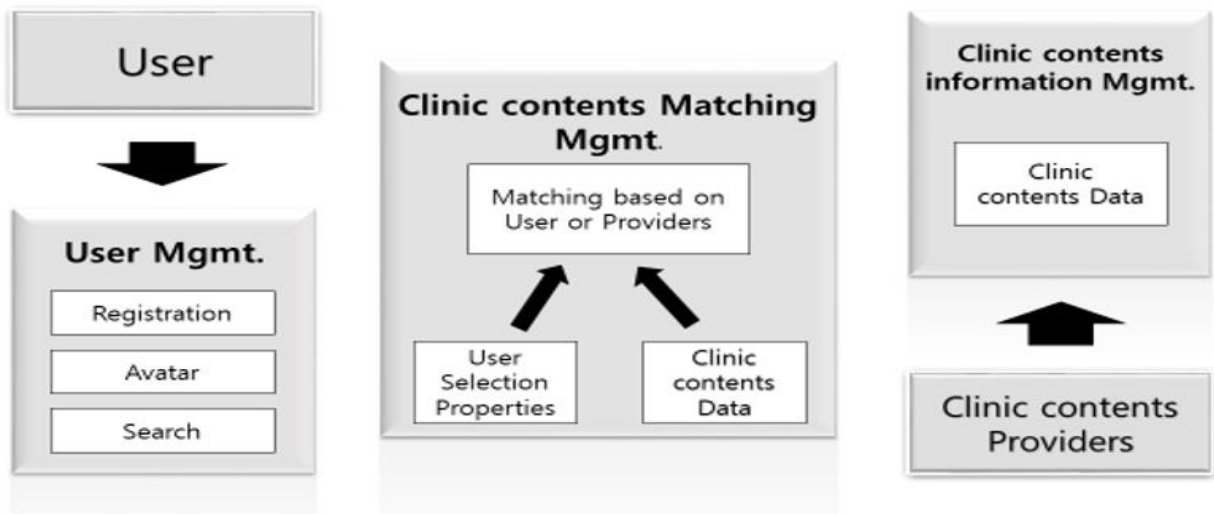 User
User Mgmt.
Registration
Avatar
Search
Clinic contents Matching
Mgmt.
Matching based on
User or Providers
User
Selection
Properties
Clinic
contents
Data
Clinic contents
information Mgmt.
Clinic
contents Data
Clinic contents
Providers